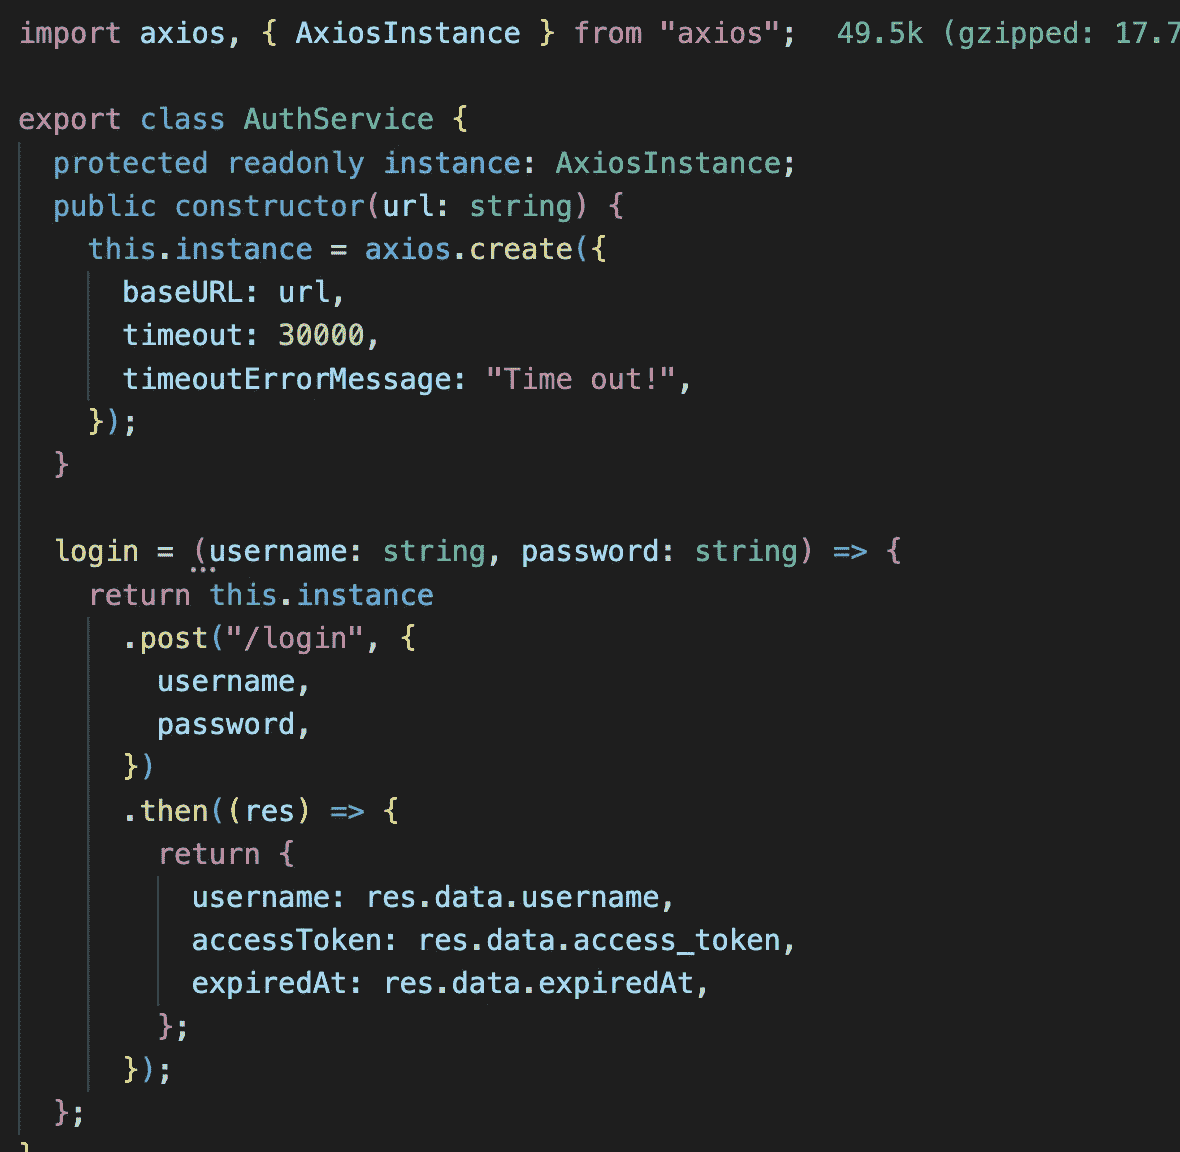 import axios, { AxiosInstance } from "axios";  49.5k (gzipped: 17.7
export class AuthService {
protected readonly instance: AxiosInstance;
public constructor(url: string) {
this.instance = axios.create({
baseURL: url,
timeout: 30000,
timeoutErrorMessage: "Time out!",
});
}
login = (username: string, password: string) => {
return this.instance
.post("/login", {
username,
password,
})
.then((res) => {
return {
username: res.data.username,
accessToken: res.data.access_token,
expiredAt: res.data.expiredAt,
};
});
};
}